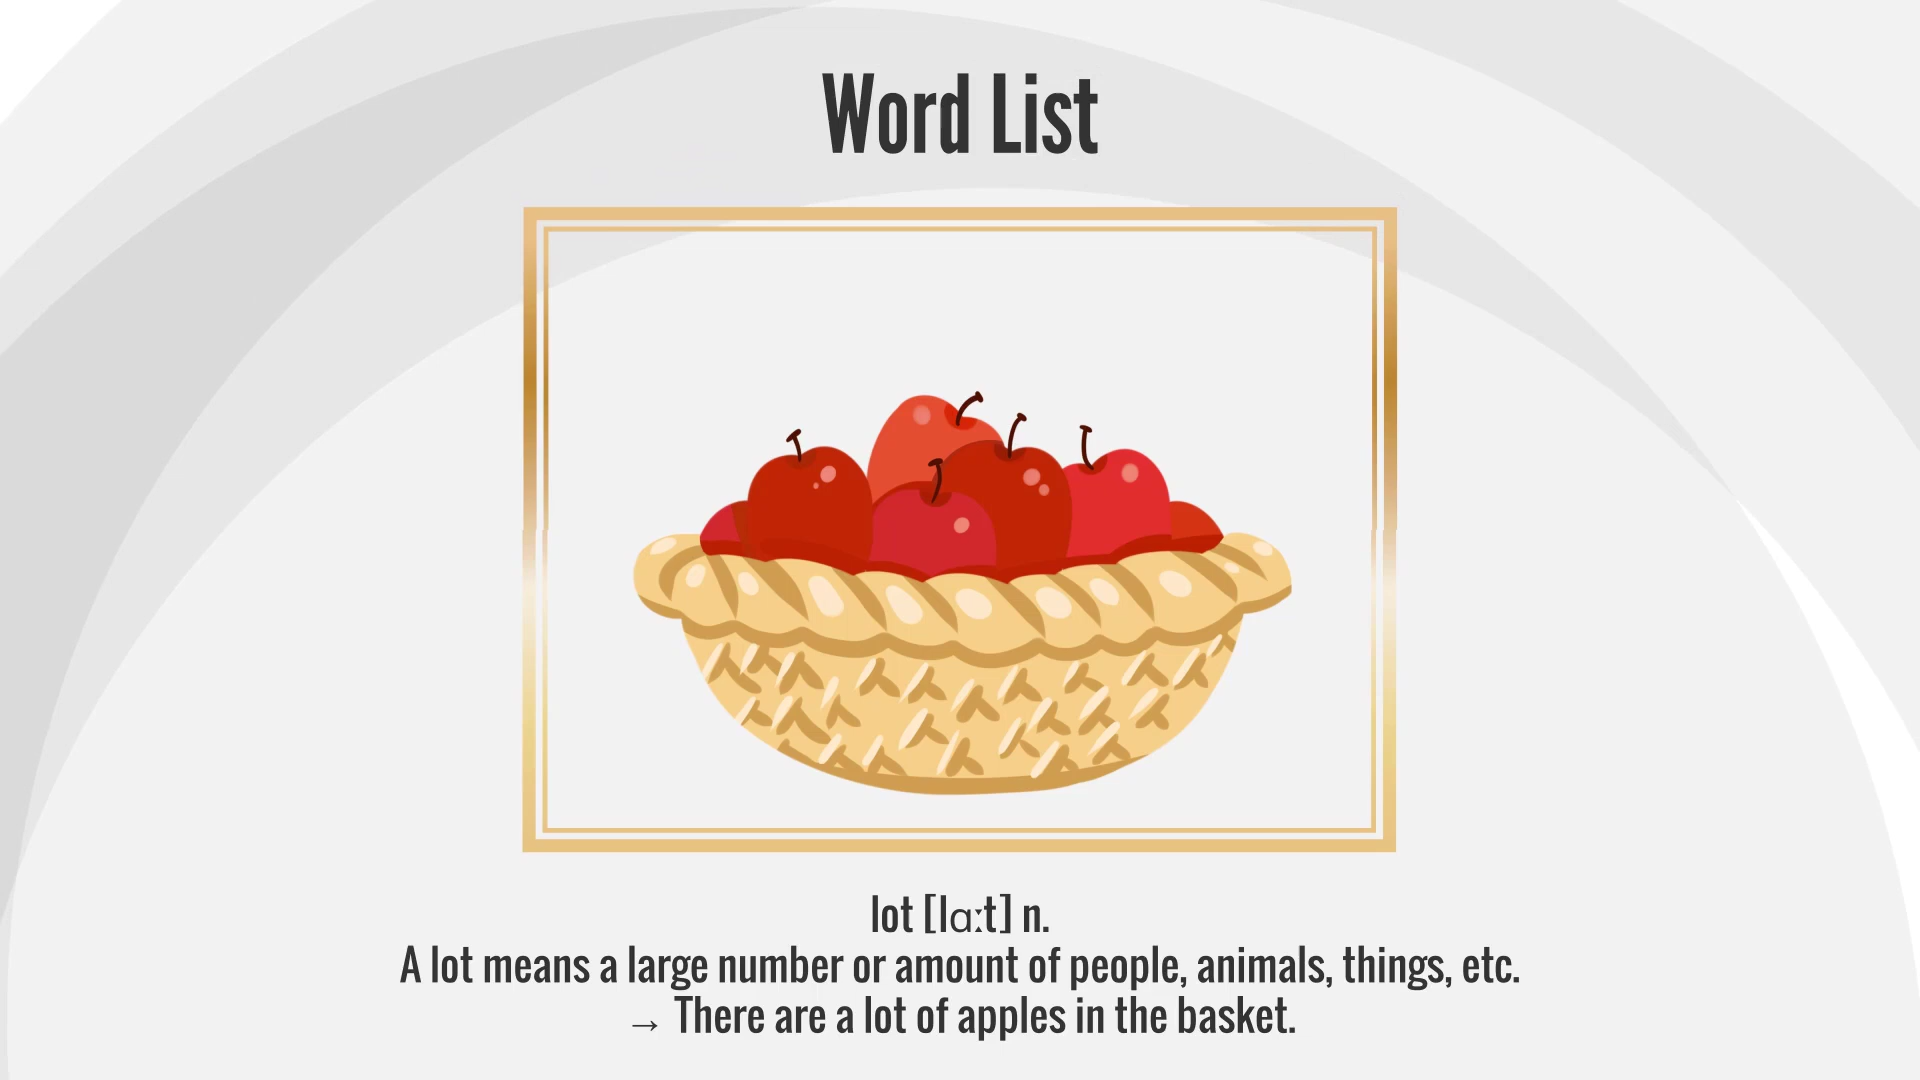 Word List
lot [lɑːt] n.
A lot means a large number or amount of people, animals, things, etc.
→ There are a lot of apples in the basket.